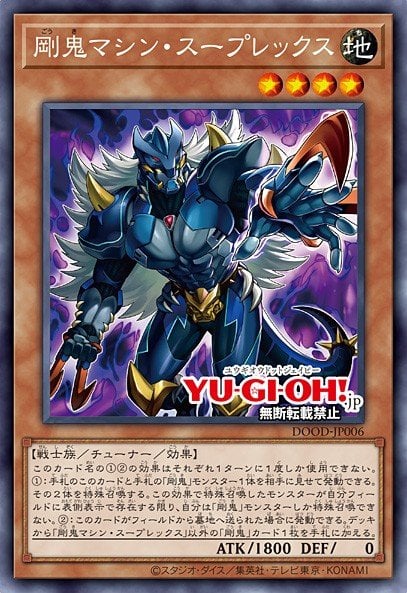 剛鬼マシン・スープレックス
地
ユウギオウドットジェイピー
YU-GI-OH!.jp
無断転載禁止
DOOD-JP006
【戦士族/チューナー/効果】
このカード名の①②の効果はそれぞれ1ターンに1度しか使用できない。
①：手札のこのカードと手札の「剛鬼」モンスター1体を相手に見せて発動できる。
その2体を特殊召喚する。この効果で特殊召喚したモンスターが自分フィー
ルドに表側表示で存在する限り、自分は「剛鬼」モンスターしか特殊召喚でき
ない。②：このカードがフィールドから墓地へ送られた場合に発動できる。デッキ
から「剛鬼マシン・スープレックス」以外の「剛鬼」カード1枚を手札に加える。
ATK/1800 DEF/ 0
©スタジオ・ダイス/集英社・テレビ東京・KONAMI